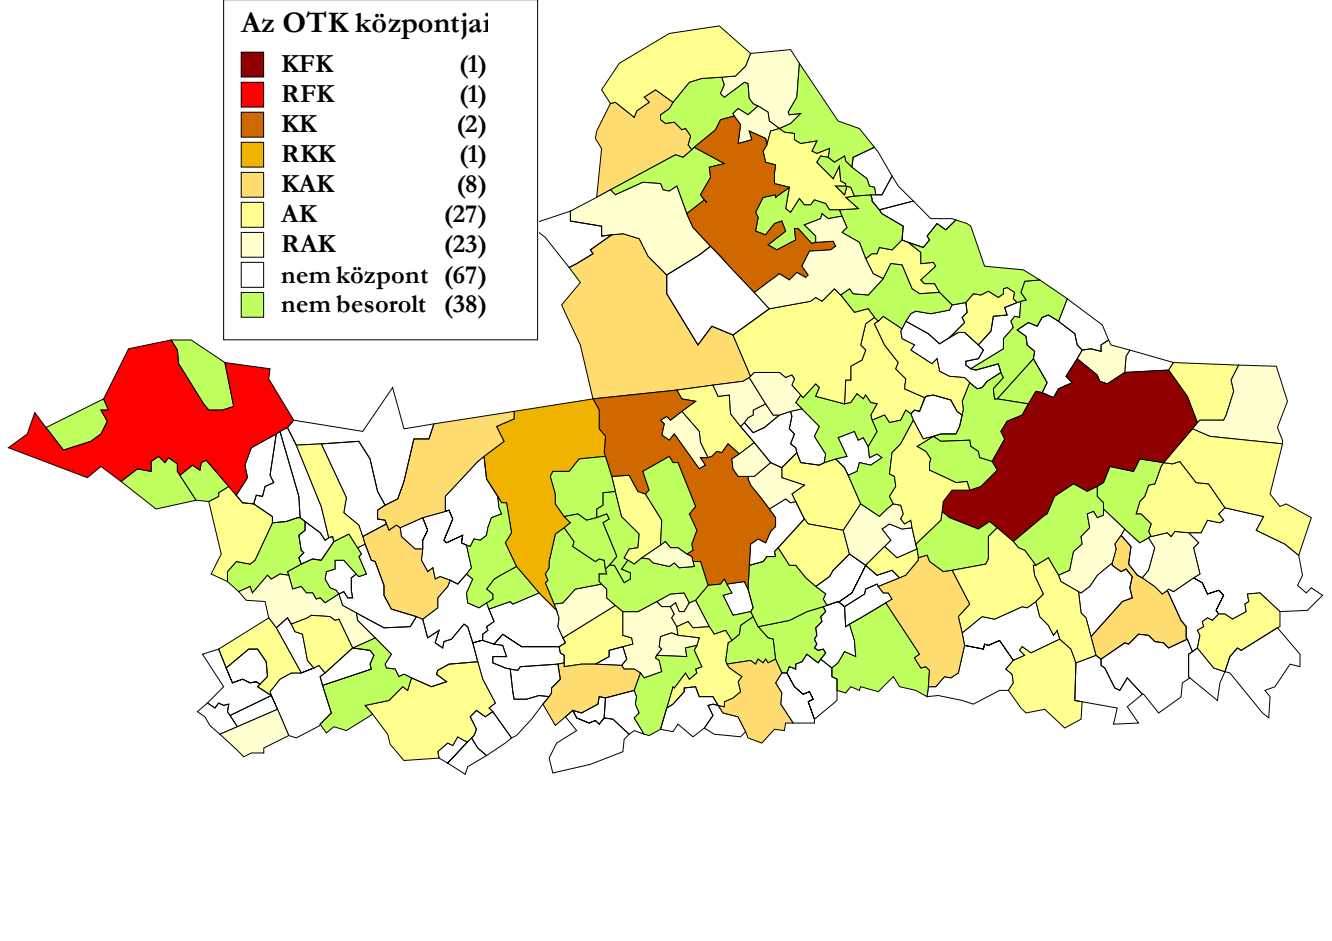 Az OTK központjai
KFK (1)
RFK (1)
KK (2)
RKK (1)
KAK (8)
AK (27)
RAK (23)
nem központ (67)
nem besorolt (38)